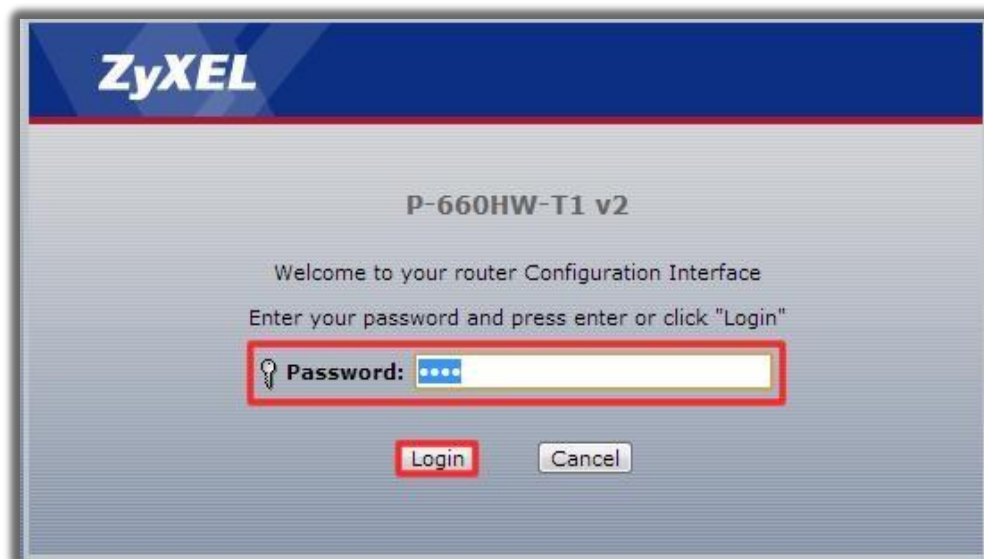 ZyXEL
P-660HW-T1 v2
Welcome to your router Configuration Interface
Enter your password and press enter or click "Login"
Password: ••••
Login Cancel